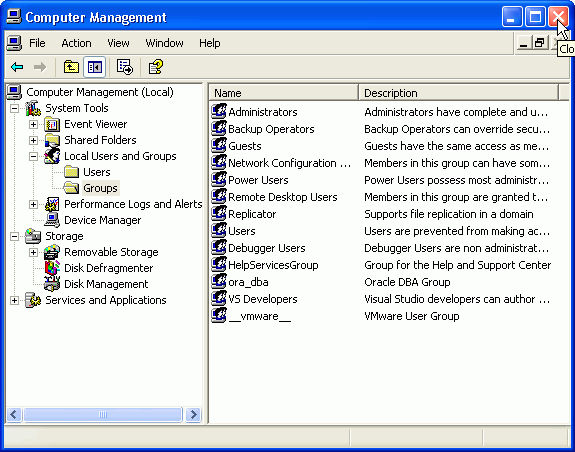 Computer Management
File Action View Window Help
Clo
Computer Management (Local)
System Tools
Event Viewer
Shared Folders
Local Users and Groups
Users
Groups
Performance Logs and Alerts
Device Manager
Storage
Removable Storage
Disk Defragmenter
Disk Management
Services and Applications
Name Description
Administrators Administrators have complete and u...
Backup Operators Backup Operators can override secu...
Guests Guests have the same access as me...
Network Configuration ... Members in this group can have som...
Power Users Power Users possess most administr...
Remote Desktop Users Members in this group are granted t...
Replicator Supports file replication in a domain
Users Users are prevented from making ac...
Debugger Users Debugger Users are non administrat...
HelpServicesGroup Group for the Help and Support Center
ora_dba Oracle DBA Group
VS Developers Visual Studio developers can author ...
__vmware__ VMware User Group